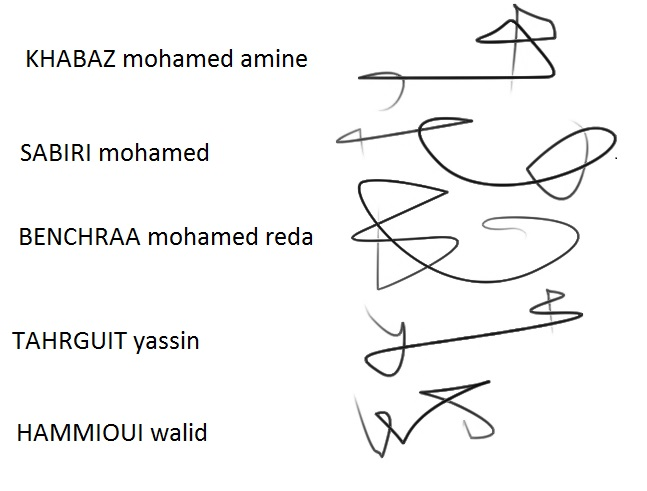 KHABAZ mohamed amine
SABIRI mohamed
BENCHRAA mohamed reda
TAHRGUIT yassin
HAMMIOUI walid